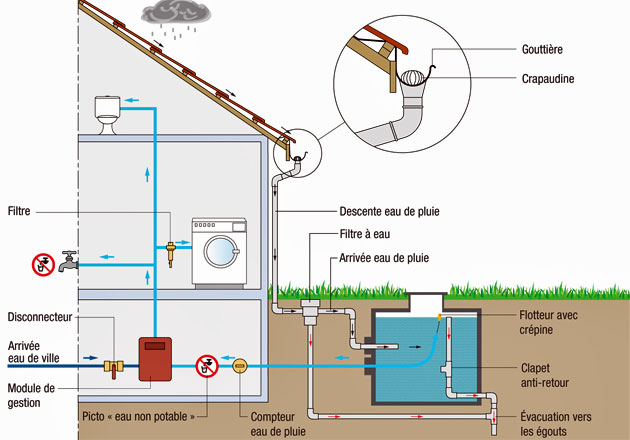 Gouttière
Crapaudine
Filtre
Descente eau de pluie
Filtre à eau
Arrivée eau de pluie
Disconnecteur
Flotteur avec
crépine
Arrivée
eau de ville
Clapet
anti-retour
Module de
gestion
Picto « eau non potable »
Compteur
eau de pluie
Évacuation vers
les égouts